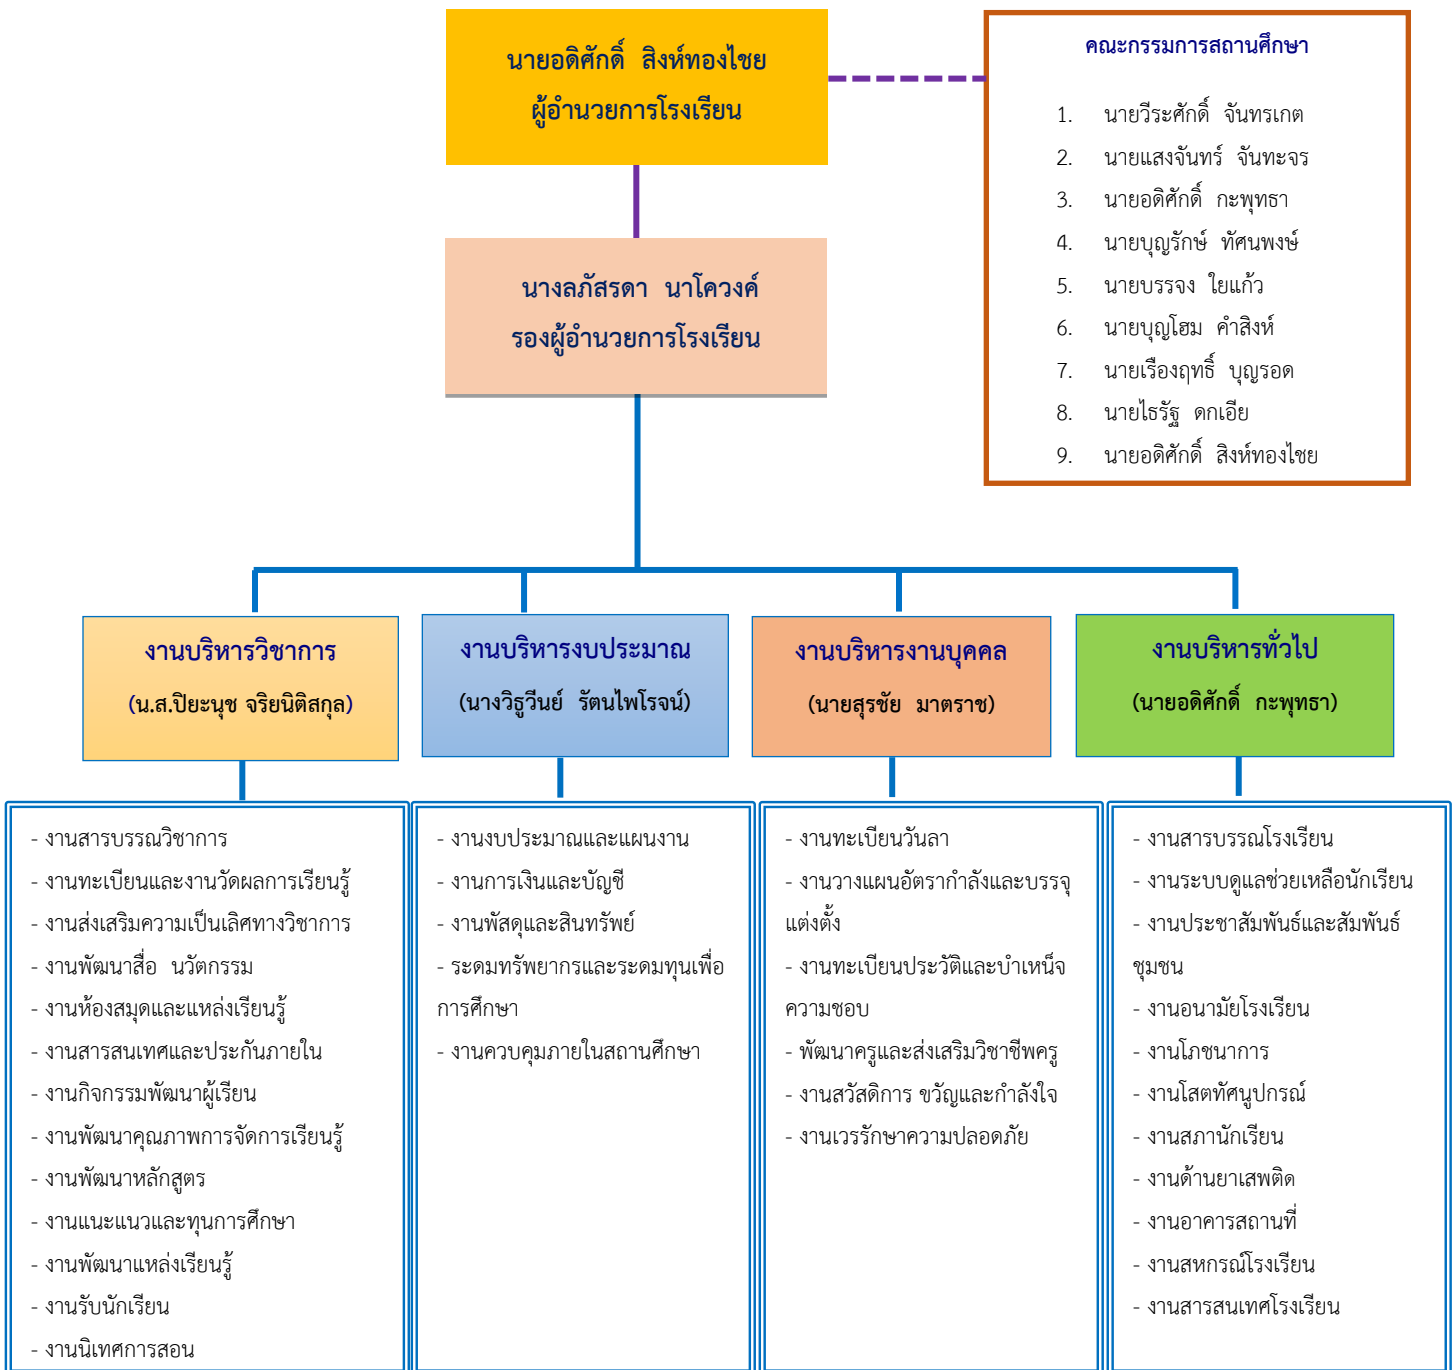 นายอดิศักดิ์ สิงห์ทองไชย
ผู้อำนวยการโรงเรียน
คณะกรรมการสถานศึกษา
1. นายวีระศักดิ์ จันทรเกต
2. นายแสงจันทร์ จันทะจร
3. นายอดิศักดิ์ กะพุทธา
4. นายบุญรักษ์ ทัศนพงษ์
5. นายบรรจง ใยแก้ว
6. นายบุญโฮม คำสิงห์
7. นายเรืองฤทธิ์ บุญรอด
8. นายไธรัฐ ดกเอีย
9. นายอดิศักดิ์ สิงห์ทองไชย
นางลภัสรดา นาโควงค์
รองผู้อำนวยการโรงเรียน
งานบริหารวิชาการ
(น.ส.ปิยะนุช จริยนิติสกุล)
งานบริหารงบประมาณ
(นางวิธูวีนย์ รัตนไพโรจน์)
งานบริหารงานบุคคล
(นายสุรชัย มาตราช)
งานบริหารทั่วไป
(นายอดิศักดิ์ กะพุทธา)
- งานสารบรรณวิชาการ
- งานทะเบียนและงานวัดผลการเรียนรู้
- งานส่งเสริมความเป็นเลิศทางวิชาการ
- งานพัฒนาสื่อ นวัตกรรม
- งานห้องสมุดและแหล่งเรียนรู้
- งานสารสนเทศและประกันภายใน
- งานกิจกรรมพัฒนาผู้เรียน
- งานพัฒนาคุณภาพการจัดการเรียนรู้
- งานพัฒนาหลักสูตร
- งานแนะแนวและทุนการศึกษา
- งานพัฒนาแหล่งเรียนรู้
- งานรับนักเรียน
- งานนิเทศการสอน
- งานงบประมาณและแผนงาน
- งานการเงินและบัญชี
- งานพัสดุและสินทรัพย์
- ระดมทรัพยากรและระดมทุนเพื่อ
การศึกษา
- งานควบคุมภายในสถานศึกษา
- งานทะเบียนวันลา
- งานวางแผนอัตรากำลังและบรรจุ
แต่งตั้ง
- งานทะเบียนประวัติและบำเหน็จ
ความชอบ
- พัฒนาครูและส่งเสริมวิชาชีพครู
- งานสวัสดิการ ขวัญและกำลังใจ
- งานเวรรักษาความปลอดภัย
- งานสารบรรณโรงเรียน
- งานระบบดูแลช่วยเหลือนักเรียน
- งานประชาสัมพันธ์และสัมพันธ์
ชุมชน
- งานอนามัยโรงเรียน
- งานโภชนาการ
- งานโสตทัศนูปกรณ์
- งานสภานักเรียน
- งานด้านยาเสพติด
- งานอาคารสถานที่
- งานสหกรณ์โรงเรียน
- งานสารสนเทศโรงเรียน